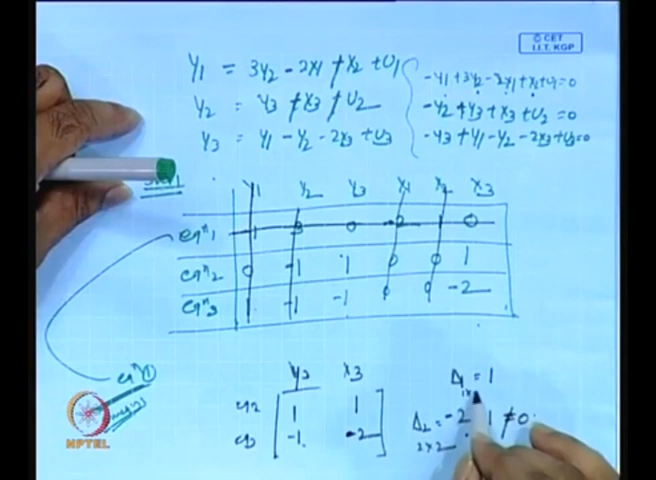 © CET
I.I.T. KGP
Y1 = 3Y2 - 2X1 + X2 + U1
-Y1 + 3Y2 - 2X1 + X2 + U1 = 0
Y2 = Y3 + X3 + U2
-Y2 + Y3 + X3 + U2 = 0
Y3 = Y1 - Y2 - 2X3 + U3
-Y3 + Y1 - Y2 - 2X3 + U3 = 0
Y1 Y2 Y3 X1 X2 X3
eqn1 -1 3 0 -2 1 0
eqn2 0 -1 1 0 0 1
eqn3 1 -1 -1 0 0 -2
eqn ①
Y3 X3
eq2 1 1
eq3 -1 -2
Δ1 = 1
1x
Δ2 = -2 1 ≠ 0
2x2
NPTEL